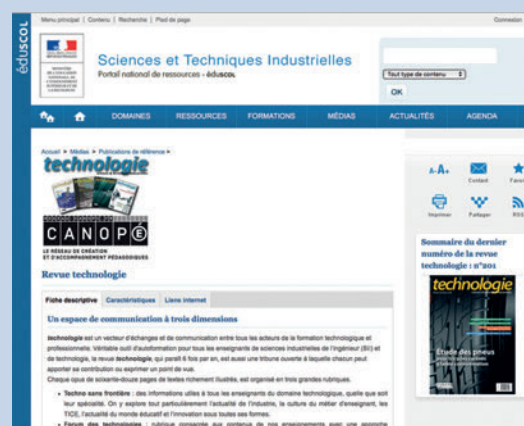 éduscol
Menu principal | Contenu | Recherche | Pied de page
Connexion
Sciences et Techniques Industrielles
Portail national de ressources - éduscol
Tout type de contenu
OK
DOMAINES RESSOURCES FORMATIONS MÉDIAS ACTUALITÉS AGENDA
Accueil > Médias > Publications de référence >
technologie
CANOPÉ
LE RÉSEAU DE CRÉATION
ET D'ACCOMPAGNEMENT PÉDAGOGIQUES
A-A+
Contact
Imprimer Partager RSS
Revue technologie
Sommaire du dernier
numéro de la revue
technologie : n°201
technologie
Étude des pneus
Fiche descriptive Caractéristiques Liens internet
Un espace de communication à trois dimensions
technologie est un vecteur d'échanges et de communication entre tous les acteurs de la formation technologique et
professionnelle. Véritable outil d'autoformation pour tous les enseignants de sciences industrielles de l'ingénieur (SII) et
de technologie, la revue technologie, qui paraît 6 fois par an, est aussi une tribune ouverte à laquelle chacun peut
apporter sa contribution ou exprimer un point de vue.
Chaque opus de soixante-douze pages de textes richement illustrés, est organisé en trois grandes rubriques.
• Techno sans frontière : des informations utiles à tous les enseignants du domaine technologique, quelle que soit
leur spécialité. On y explore tout particulièrement l'actualité de l'industrie, la culture du métier d'enseignant, les
TICE, l'actualité du monde éducatif et l'innovation sous toutes ses formes.
• Forum des technologies : rubrique consacrée aux contenus de nos enseignements avec une approche